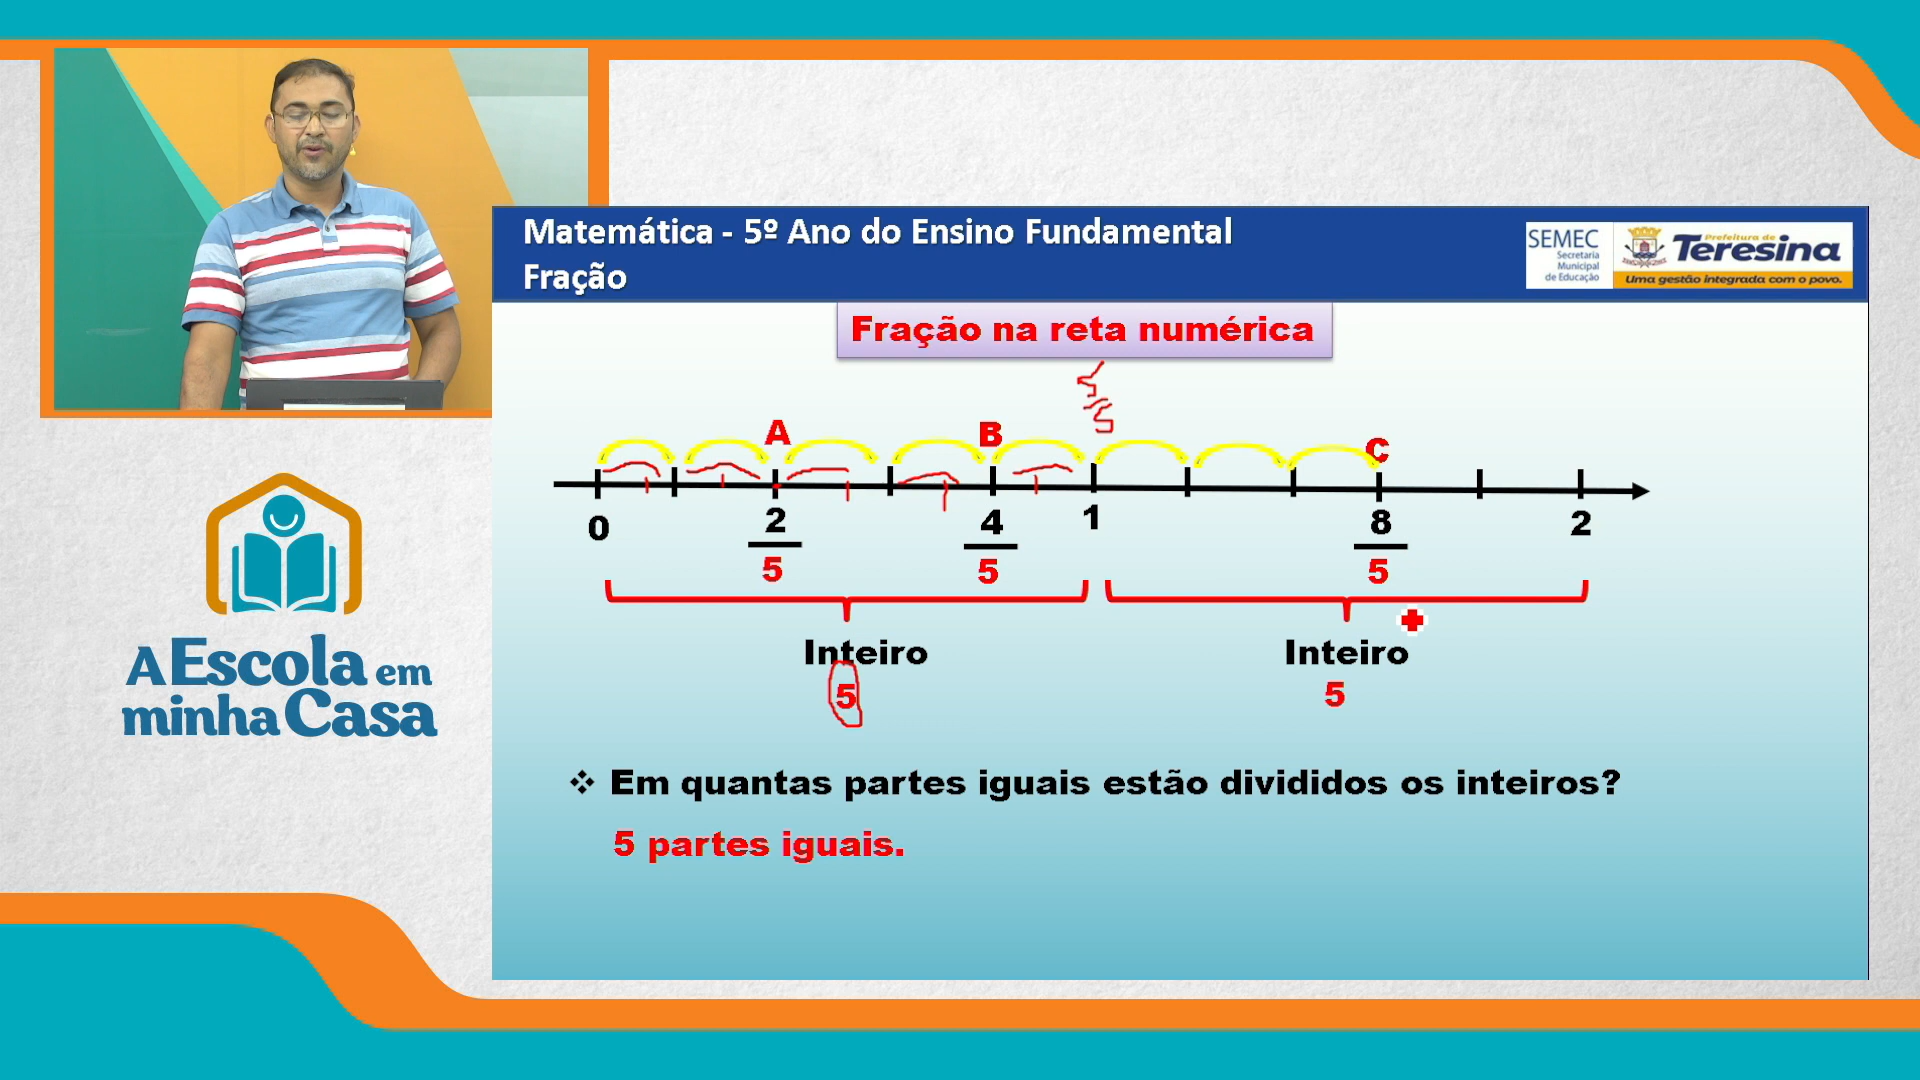 Matemática - 5º Ano do Ensino Fundamental
Fração
SEMEC
Secretaria
Municipal
de Educação
Prefeitura de
Teresina
Uma gestão integrada com o povo.
Fração na reta numérica
5
5
A
B
C
0
2
5
4
5
1
8
5
2
Inteiro
5
Inteiro
5
❖ Em quantas partes iguais estão divididos os inteiros?
5 partes iguais.
A Escola em
minha Casa